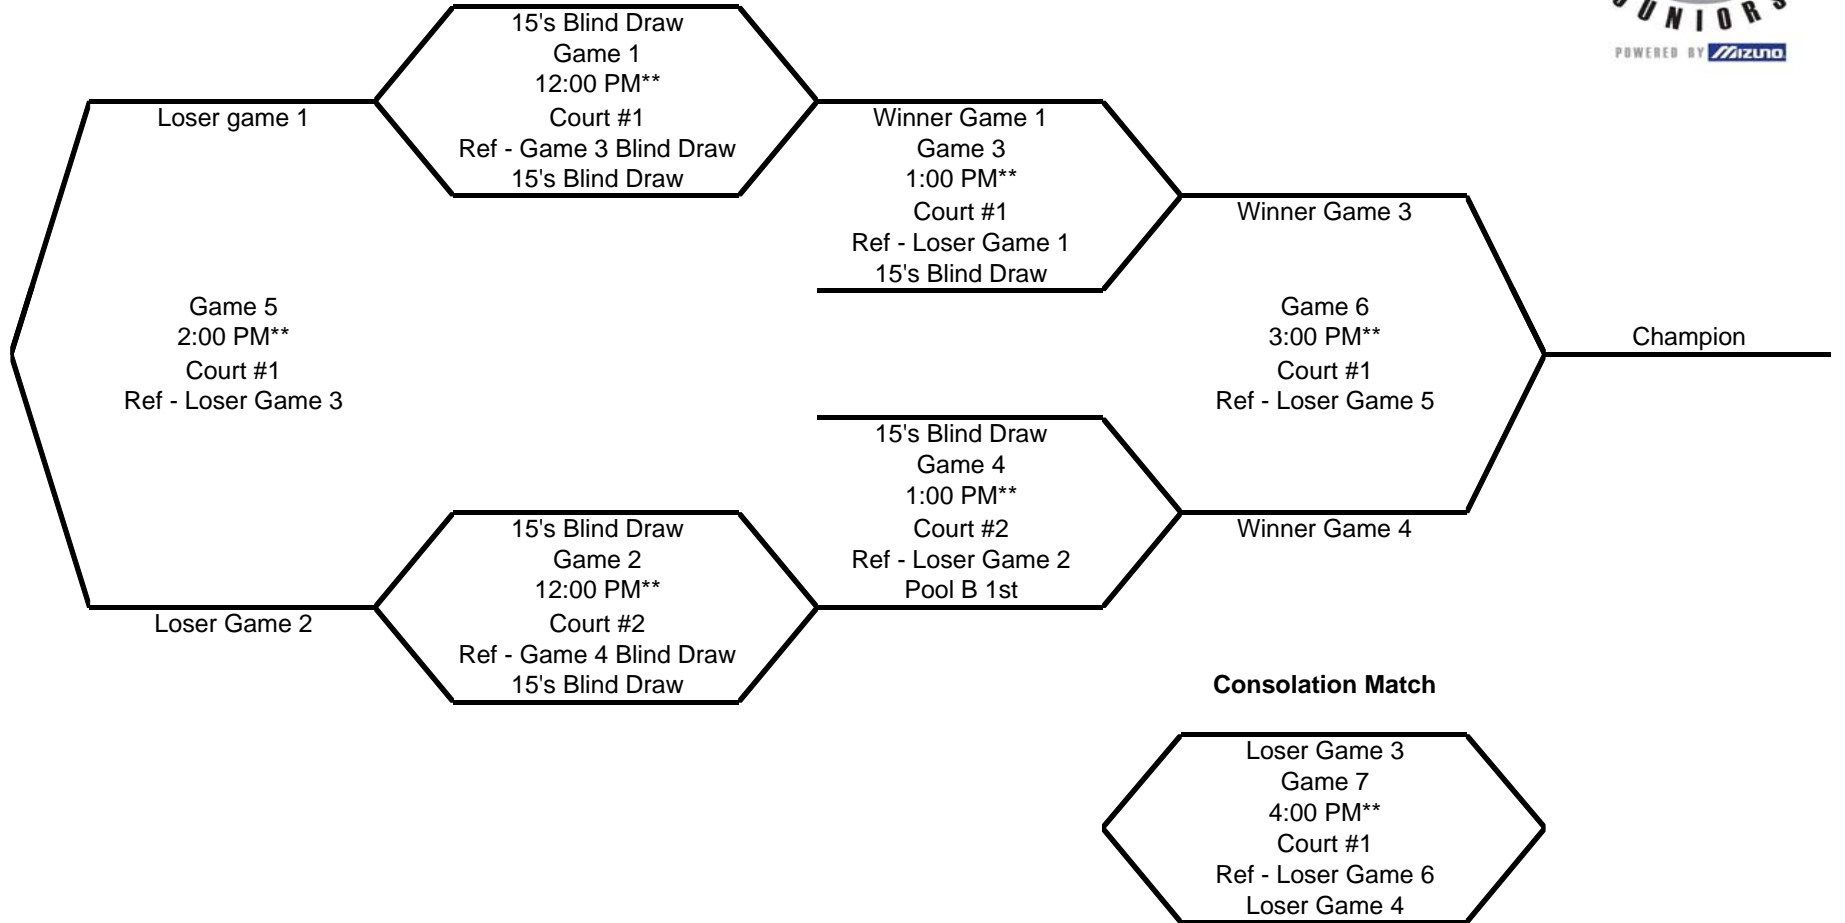 JUNIORS
POWERED BY MIZUNO
15's Blind Draw
Game 1
12:00 PM**
Court #1
Ref - Game 3 Blind Draw
15's Blind Draw
Loser game 1
Winner Game 1
Game 3
1:00 PM**
Court #1
Ref - Loser Game 1
15's Blind Draw
Winner Game 3
Game 5
2:00 PM**
Court #1
Ref - Loser Game 3
Game 6
3:00 PM**
Court #1
Ref - Loser Game 5
Champion
15's Blind Draw
Game 4
1:00 PM**
Court #2
Ref - Loser Game 2
Pool B 1st
Winner Game 4
15's Blind Draw
Game 2
12:00 PM**
Court #2
Ref - Game 4 Blind Draw
15's Blind Draw
Loser Game 2
Consolation Match
Loser Game 3
Game 7
4:00 PM**
Court #1
Ref - Loser Game 6
Loser Game 4